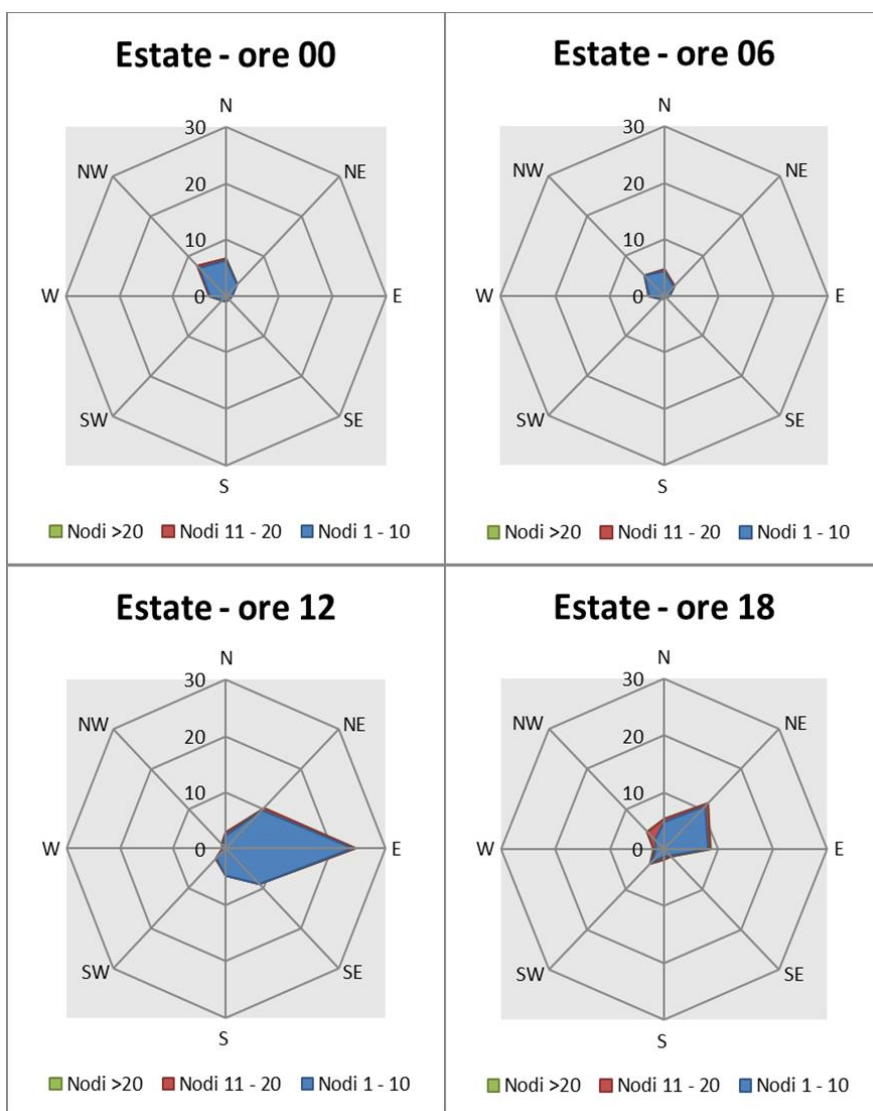 Estate - ore 00
N
30
NW
NE
20
10
W
0
E
SW
SE
S
Nodi >20 Nodi 11 - 20 Nodi 1 - 10
Estate - ore 06
N
30
NW
NE
20
10
W
0
E
SW
SE
S
Nodi >20 Nodi 11 - 20 Nodi 1 - 10
Estate - ore 12
N
30
NW
NE
20
10
W
0
E
SW
SE
S
Nodi >20 Nodi 11 - 20 Nodi 1 - 10
Estate - ore 18
N
30
NW
NE
20
10
W
0
E
SW
SE
S
Nodi >20 Nodi 11 - 20 Nodi 1 - 10